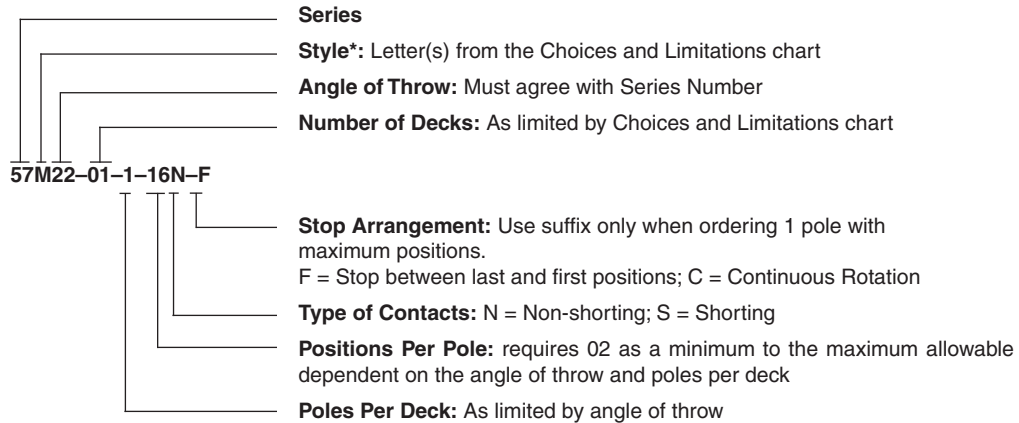 Series
Style*: Letter(s) from the Choices and Limitations chart
Angle of Throw: Must agree with Series Number
Number of Decks: As limited by Choices and Limitations chart
57M22–01–1–16N–F
Stop Arrangement: Use suffix only when ordering 1 pole with
maximum positions.
F = Stop between last and first positions; C = Continuous Rotation
Type of Contacts: N = Non-shorting; S = Shorting
Positions Per Pole: requires 02 as a minimum to the maximum allowable
dependent on the angle of throw and poles per deck
Poles Per Deck: As limited by angle of throw